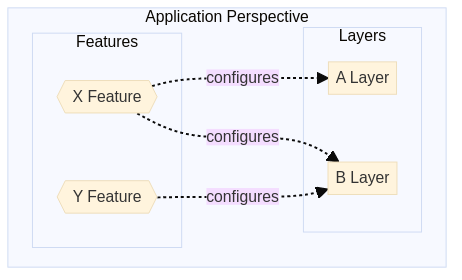 Application Perspective
Features
Layers
X Feature
configures
A Layer
configures
B Layer
Y Feature
configures